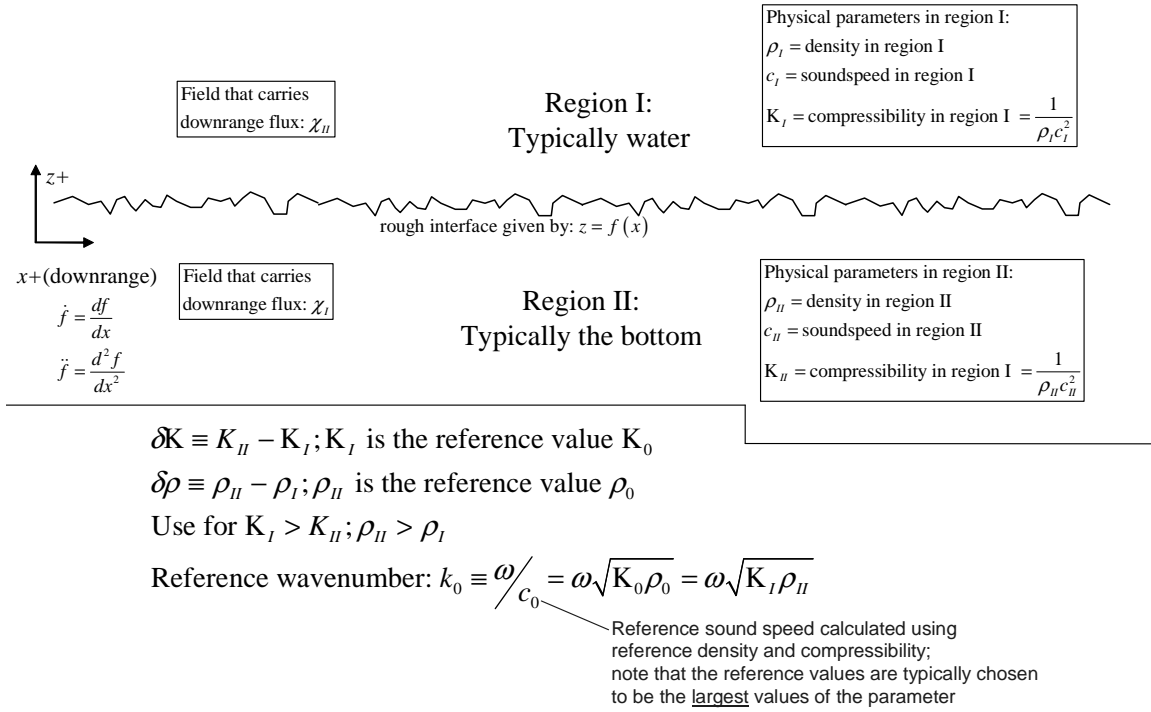 Physical parameters in region I:
ρ_I = density in region I
c_I = soundspeed in region I
K_I = compressibility in region I = 1/(ρ_I c_I^2)
Field that carries
downrange flux: χ_II
Region I:
Typically water
z+
rough interface given by: z = f(x)
x+(downrange)
ḟ = df/dx
f̈ = d²f/dx²
Field that carries
downrange flux: χ_I
Region II:
Typically the bottom
Physical parameters in region II:
ρ_II = density in region II
c_II = soundspeed in region II
K_II = compressibility in region I = 1/(ρ_II c_II^2)
δK ≡ K_II − K_I; K_I is the reference value K_0
δρ ≡ ρ_II − ρ_I; ρ_II is the reference value ρ_0
Use for K_I > K_II; ρ_II > ρ_I
Reference wavenumber: k_0 ≡ ω/c_0 = ω√(K_0 ρ_0) = ω√(K_I ρ_II)
Reference sound speed calculated using
reference density and compressibility;
note that the reference values are typically chosen
to be the largest values of the parameter